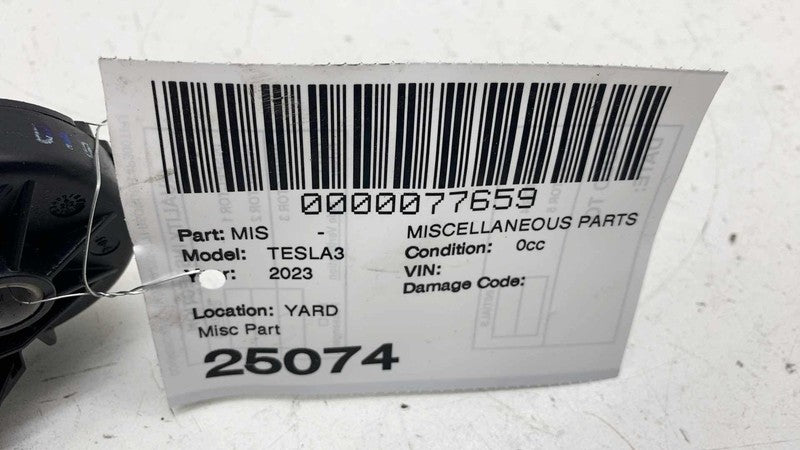 0000077659
Part: MIS - MISCELLANEOUS PARTS
Model: TESLA3 Condition: 0cc
Year: 2023 VIN:
Damage Code:
Location: YARD
Misc Part
25074